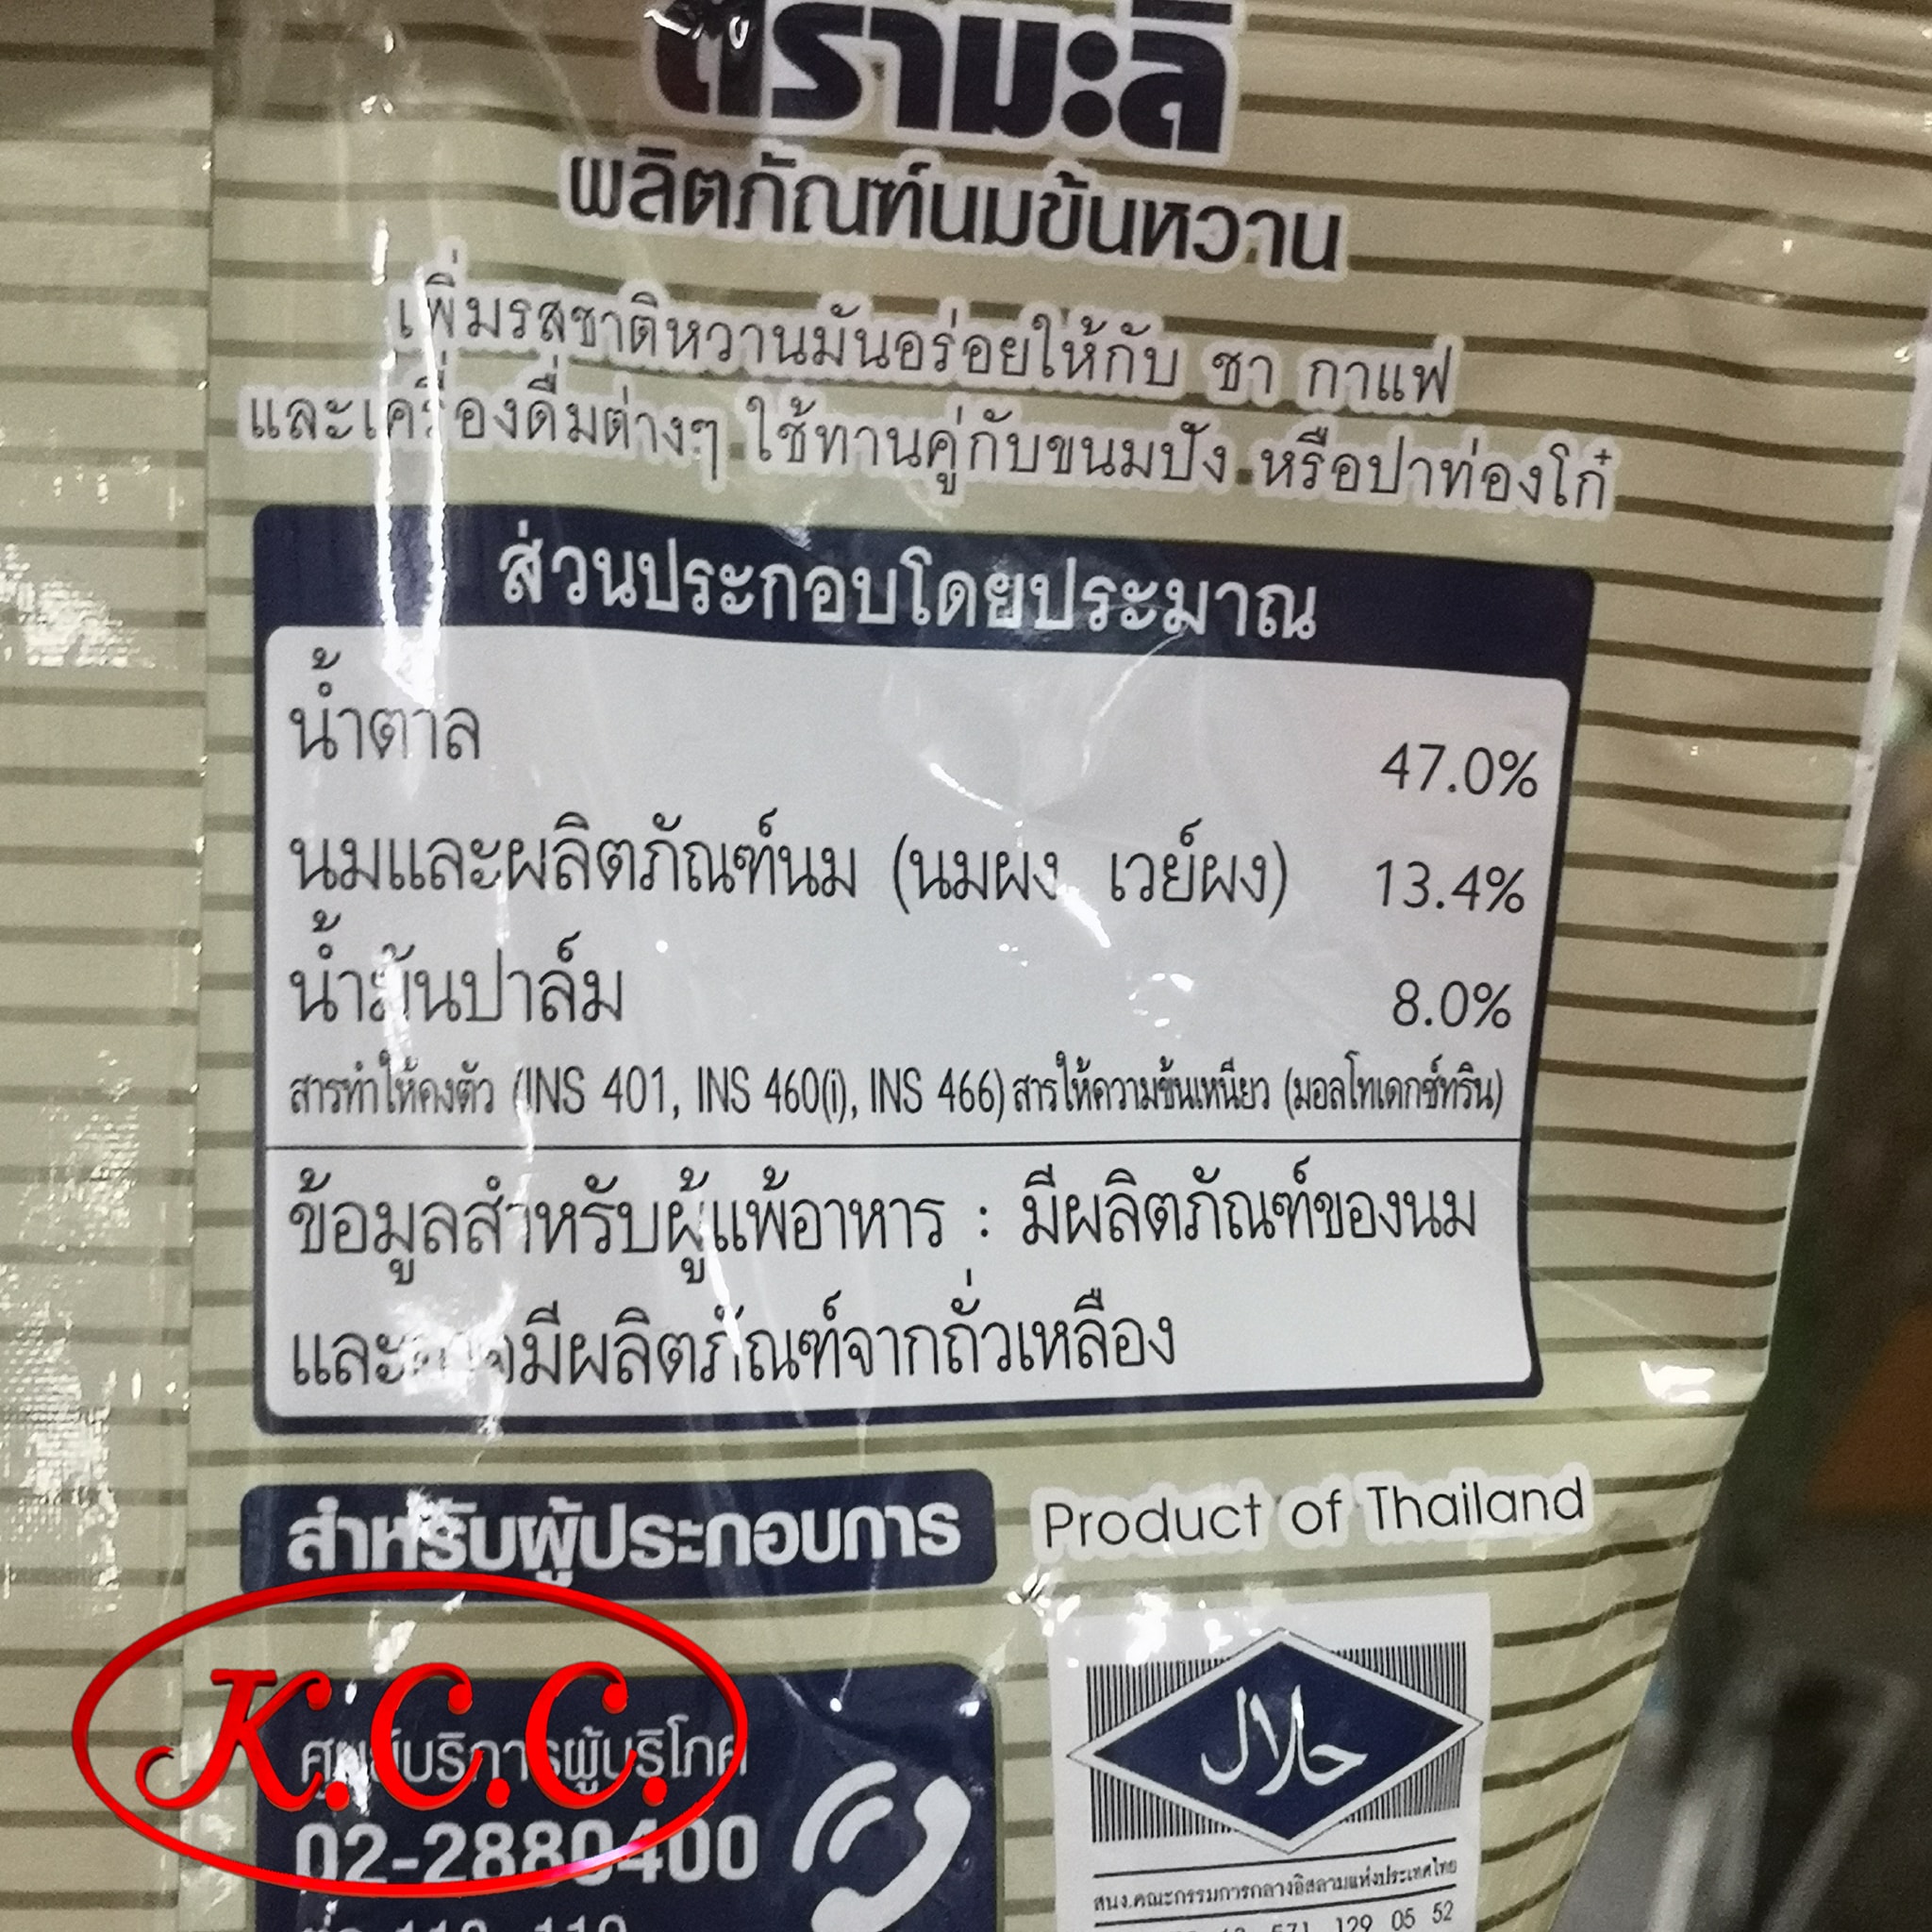 ตรามะลิ
ผลิตภัณฑ์นมข้นหวาน
เพิ่มรสชาติหวานมันอร่อยให้กับ ชา กาแฟ
และเครื่องดื่มต่างๆ ใช้ทานคู่กับขนมปัง หรือปาท่องโก๋
ส่วนประกอบโดยประมาณ
น้ำตาล 47.0%
นมและผลิตภัณฑ์นม (นมผง เวย์ผง) 13.4%
น้ำมันปาล์ม 8.0%
สารทำให้คงตัว (INS 401, INS 460(i), INS 466) สารให้ความข้นเหนียว (มอลโทเดกซ์ทริน)
ข้อมูลสำหรับผู้แพ้อาหาร : มีผลิตภัณฑ์ของนม
และอาจมีผลิตภัณฑ์จากถั่วเหลือง
สำหรับผู้ประกอบการ Product of Thailand
K.C.C.
ศูนย์บริการผู้บริโภค
02-2880400
حلال
สนง.คณะกรรมการกลางอิสลามแห่งประเทศไทย
571 129 05 52